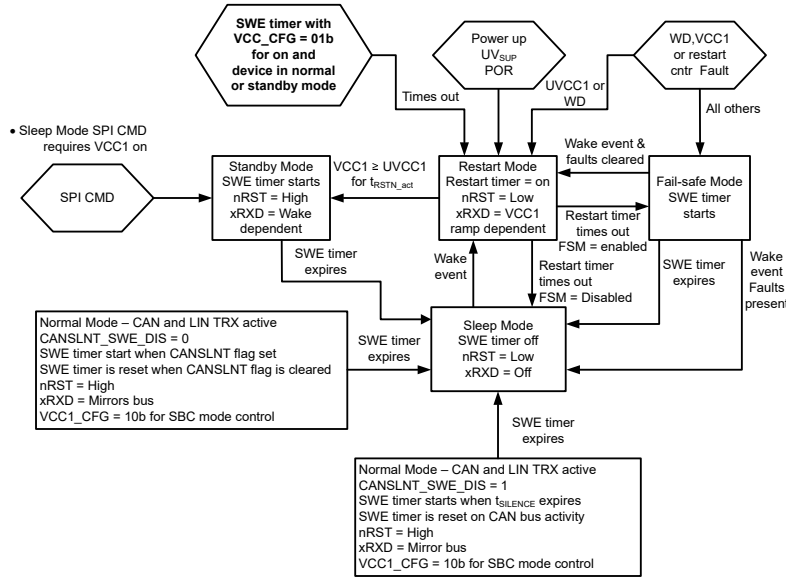 SWE timer with
VCC_CFG = 01b
for on and
device in normal
or standby mode
Power up
UVSUP
POR
WD,VCC1
or restart
cntr Fault
Times out
UVCC1 or
WD
All others
• Sleep Mode SPI CMD
requires VCC1 on
SPI CMD
Standby Mode
SWE timer starts
nRST = High
xRXD = Wake
dependent
VCC1 ≥ UVCC1
for tRSTN_act
Restart Mode
Restart timer = on
nRST = Low
xRXD = VCC1
ramp dependent
Wake event &
faults cleared
Fail-safe Mode
SWE timer
starts
Restart timer
times out
FSM = enabled
SWE timer
expires
Wake
event
Restart timer
times out
FSM = Disabled
SWE timer
expires
Wake
event
Faults
present
Normal Mode – CAN and LIN TRX active
CANSLNT_SWE_DIS = 0
SWE timer start when CANSLNT flag set
SWE timer is reset when CANSLNT flag is cleared
nRST = High
xRXD = Mirrors bus
VCC1_CFG = 10b for SBC mode control
SWE timer
expires
Sleep Mode
SWE timer off
nRST = Low
xRXD = Off
SWE timer
expires
Normal Mode – CAN and LIN TRX active
CANSLNT_SWE_DIS = 1
SWE timer starts when tSILENCE expires
SWE timer is reset on CAN bus activity
nRST = High
xRXD = Mirror bus
VCC1_CFG = 10b for SBC mode control